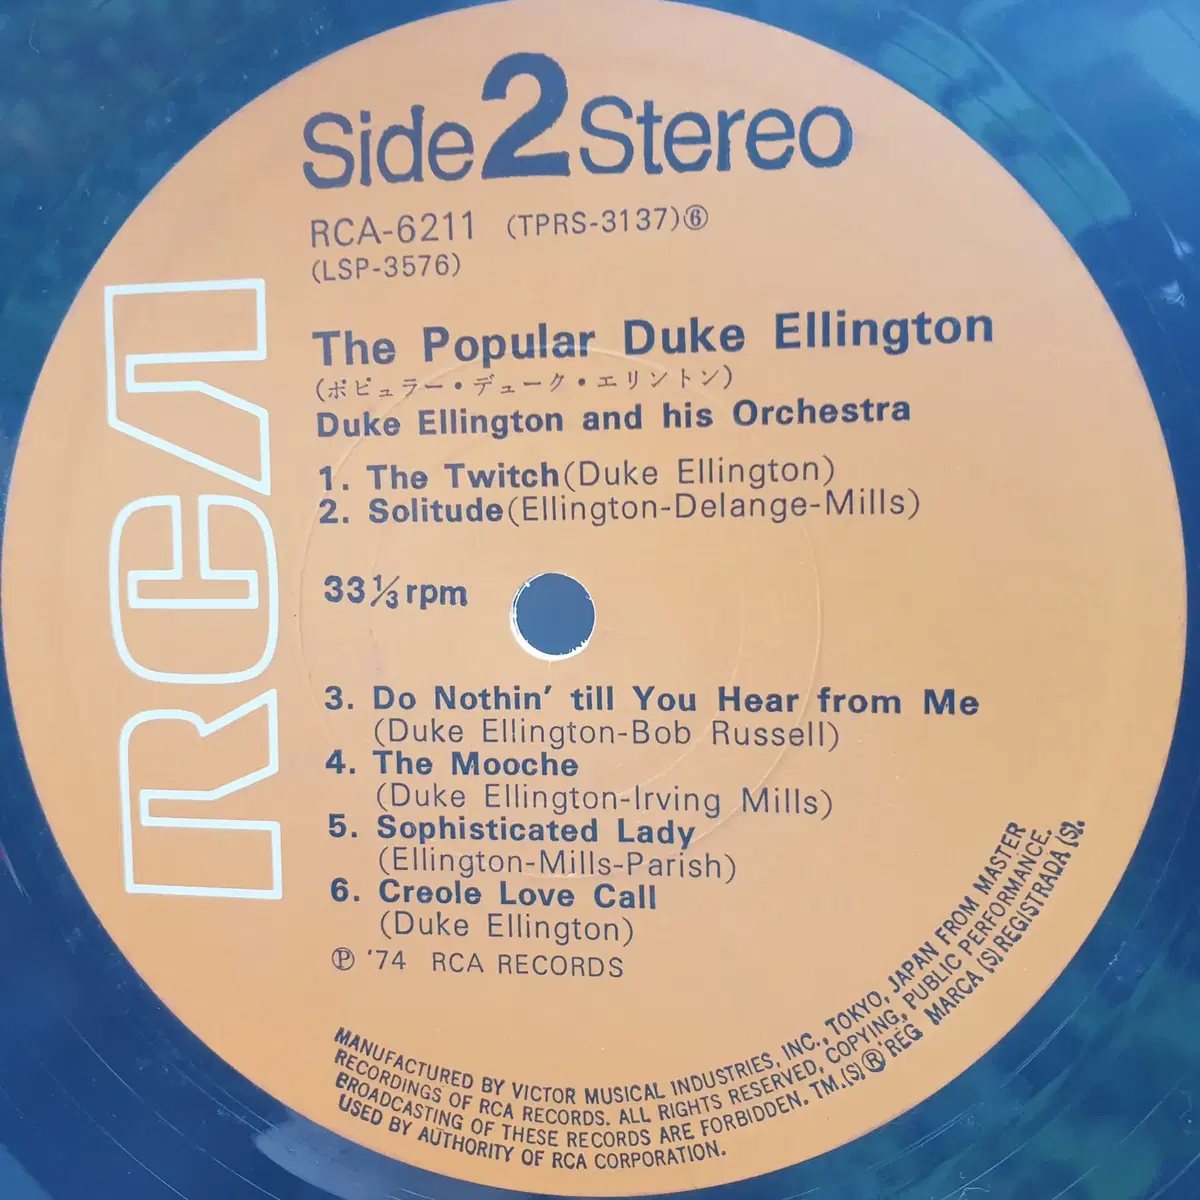 Side 2 Stereo
RCA-6211 (TPRS-3137)⑥
(LSP-3576)
RCA
The Popular Duke Ellington
(ポピュラー・デューク・エリントン)
Duke Ellington and his Orchestra
1. The Twitch(Duke Ellington)
2. Solitude(Ellington-Delange-Mills)
33⅓rpm
3. Do Nothin' till You Hear from Me
(Duke Ellington-Bob Russell)
4. The Mooche
(Duke Ellington-Irving Mills)
5. Sophisticated Lady
(Ellington-Mills-Parish)
6. Creole Love Call
(Duke Ellington)
Ⓟ '74 RCA RECORDS
MANUFACTURED BY VICTOR MUSICAL INDUSTRIES, INC., TOKYO, JAPAN FROM MASTER
RECORDINGS OF RCA RECORDS. ALL RIGHTS RESERVED, COPYING, PUBLIC PERFORMANCE,
BROADCASTING OF THESE RECORDS ARE FORBIDDEN. TM.(S)® REG MARCA (S) REGISTRADA (S).
USED BY AUTHORITY OF RCA CORPORATION.